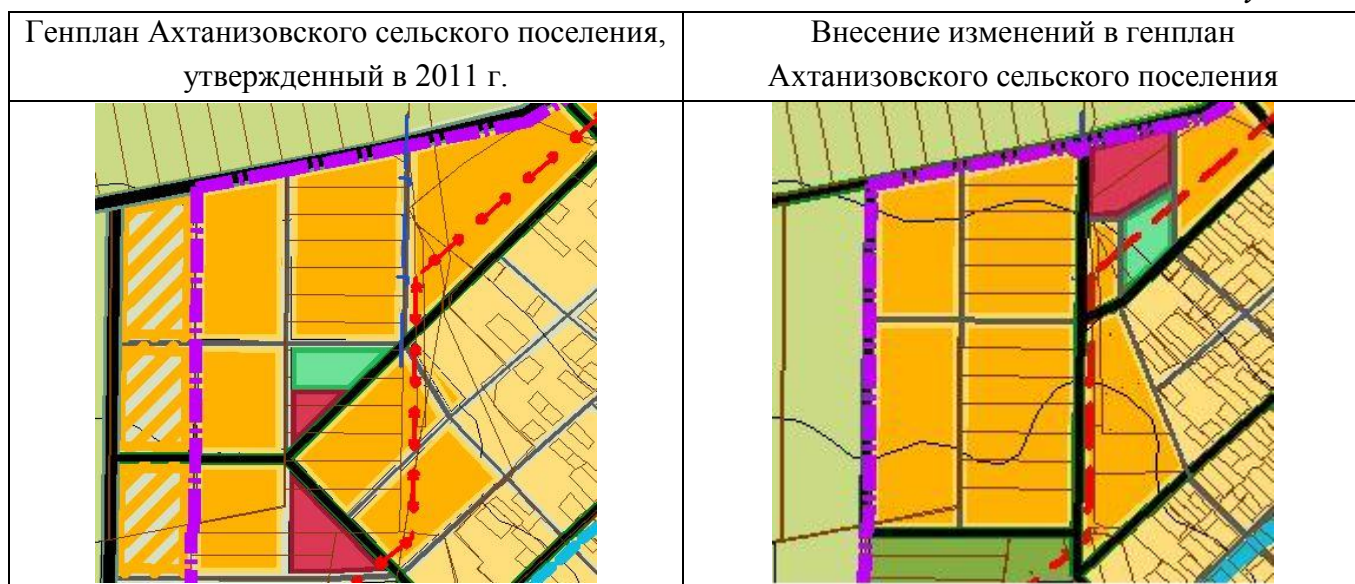 Генплан Ахтанизовского сельского поселения,
утвержденный в 2011 г.
Внесение изменений в генплан
Ахтанизовского сельского поселения